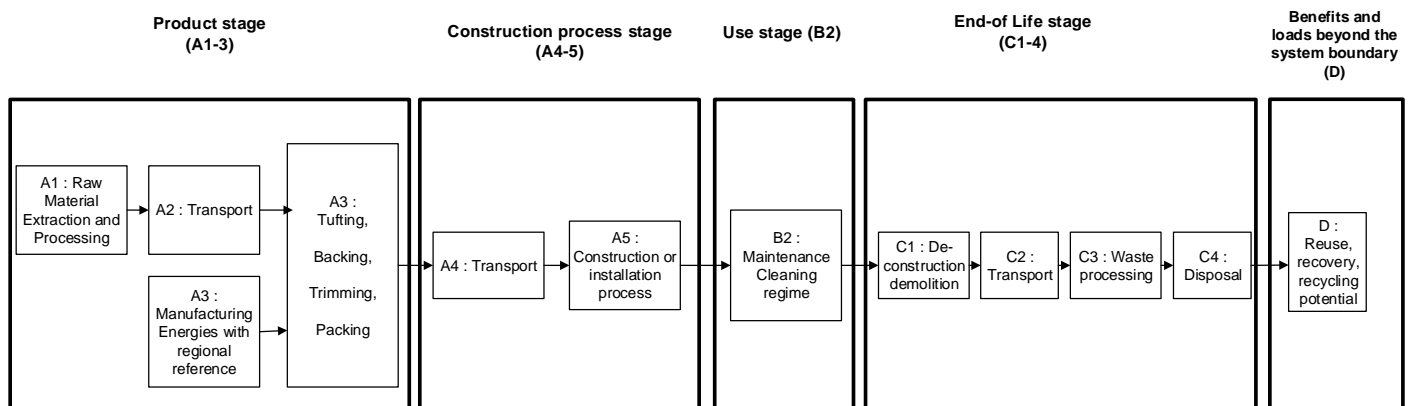 Product stage
(A1-3)
Construction process stage
(A4-5)
Use stage (B2)
End-of Life stage
(C1-4)
Benefits and
loads beyond the
system boundary
(D)
A1 : Raw
Material
Extraction and
Processing
A2 : Transport
A3 :
Manufacturing
Energies with
regional
reference
A3 :
Tufting,
Backing,
Trimming,
Packing
A4 : Transport
A5 :
Construction or
installation
process
B2 :
Maintenance
Cleaning
regime
C1 : De-
construction
demolition
C2 :
Transport
C3 : Waste
processing
C4 :
Disposal
D :
Reuse,
recovery,
recycling
potential